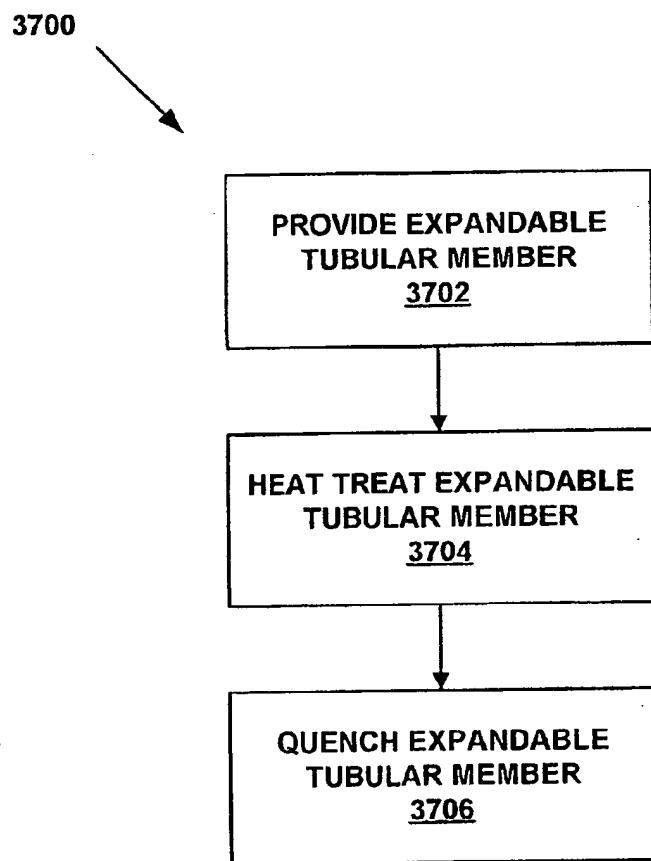 3700
PROVIDE EXPANDABLE
TUBULAR MEMBER
3702
HEAT TREAT EXPANDABLE
TUBULAR MEMBER
3704
QUENCH EXPANDABLE
TUBULAR MEMBER
3706